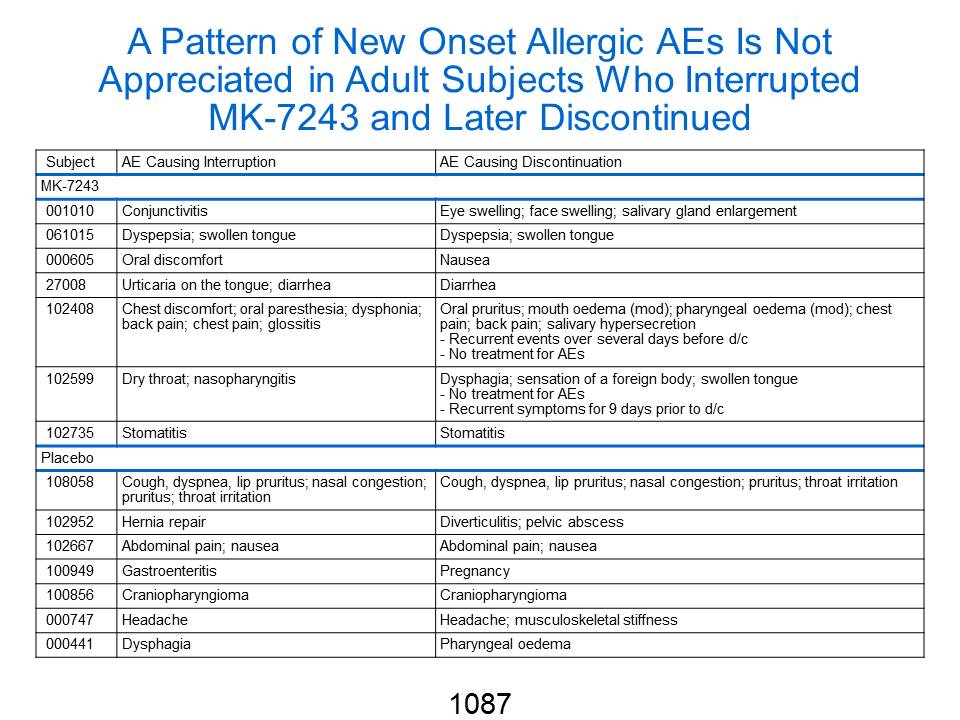 A Pattern of New Onset Allergic AEs Is Not
Appreciated in Adult Subjects Who Interrupted
MK-7243 and Later Discontinued
Subject AE Causing Interruption AE Causing Discontinuation
MK-7243
001010 Conjunctivitis Eye swelling; face swelling; salivary gland enlargement
061015 Dyspepsia; swollen tongue Dyspepsia; swollen tongue
000605 Oral discomfort Nausea
27008 Urticaria on the tongue; diarrhea Diarrhea
102408 Chest discomfort; oral paresthesia; dysphonia; Oral pruritus; mouth oedema (mod); pharyngeal oedema (mod); chest
back pain; chest pain; glossitis pain; back pain; salivary hypersecretion
- Recurrent events over several days before d/c
- No treatment for AEs
102599 Dry throat; nasopharyngitis Dysphagia; sensation of a foreign body; swollen tongue
- No treatment for AEs
- Recurrent symptoms for 9 days prior to d/c
102735 Stomatitis Stomatitis
Placebo
108058 Cough, dyspnea, lip pruritus; nasal congestion; Cough, dyspnea, lip pruritus; nasal congestion; pruritus; throat irritation
pruritus; throat irritation
102952 Hernia repair Diverticulitis; pelvic abscess
102667 Abdominal pain; nausea Abdominal pain; nausea
100949 Gastroenteritis Pregnancy
100856 Craniopharyngioma Craniopharyngioma
000747 Headache Headache; musculoskeletal stiffness
000441 Dysphagia Pharyngeal oedema
1087